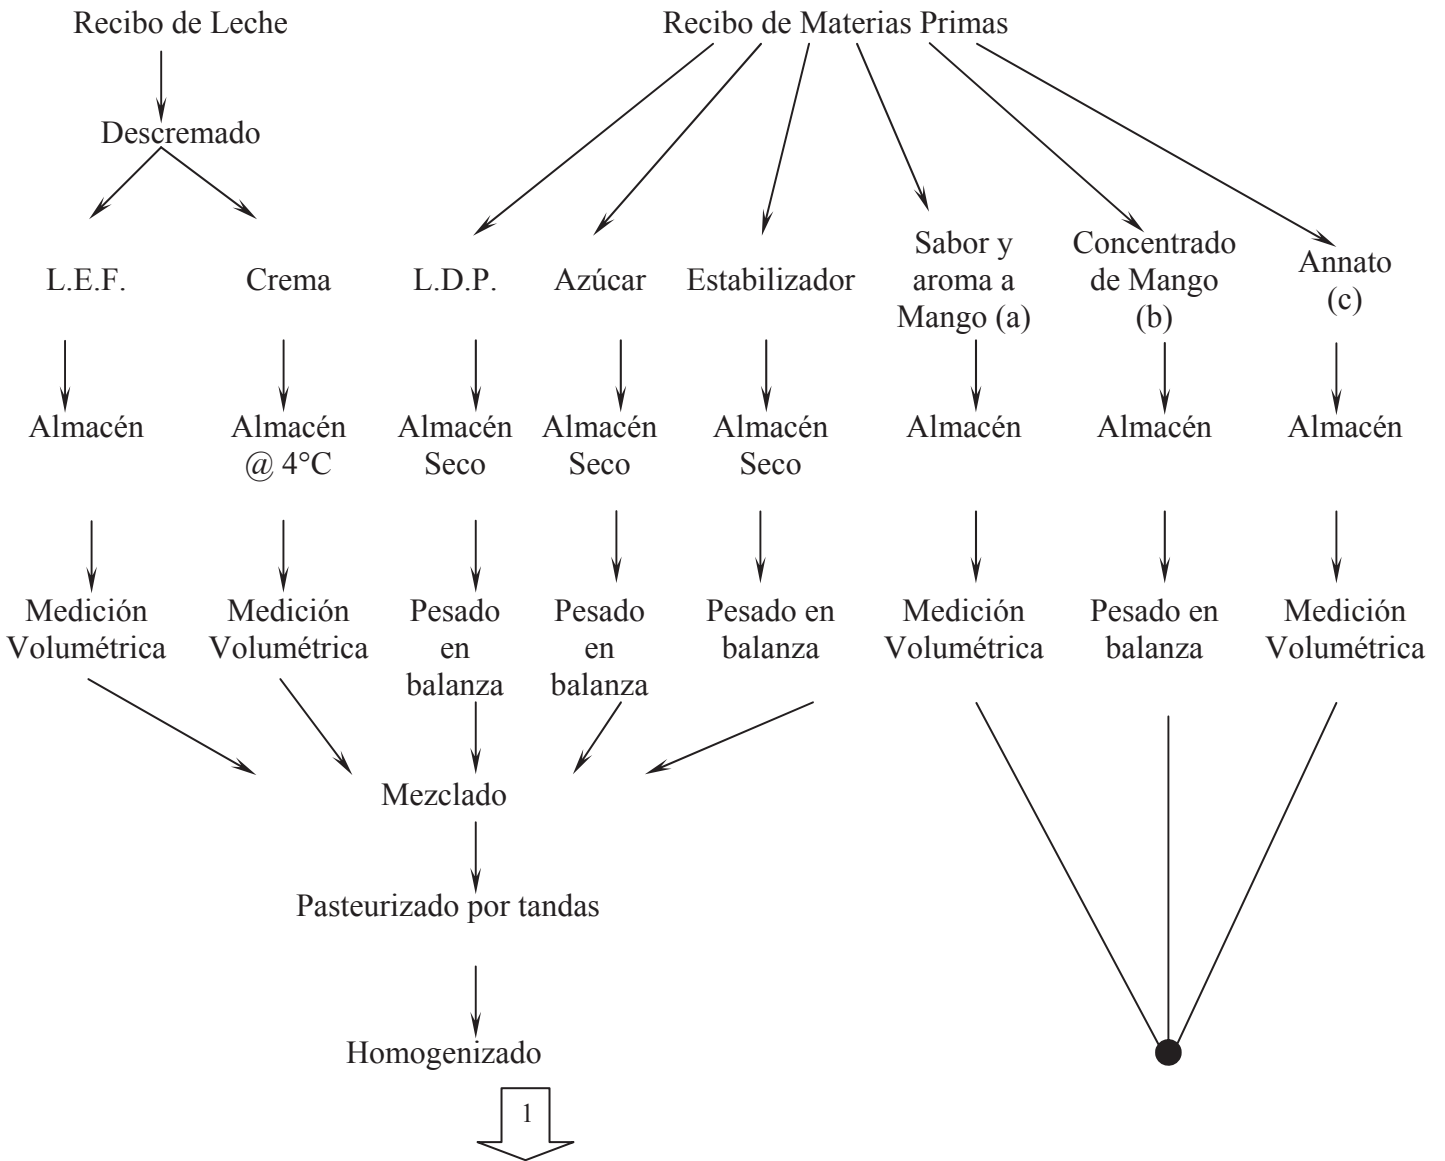 Recibo de Leche
Recibo de Materias Primas
Descremado
L.E.F.
Crema
L.D.P.
Azúcar
Estabilizador
Sabor y
aroma a
Mango (a)
Concentrado
de Mango
(b)
Annato
(c)
Almacén
Almacén
@ 4°C
Almacén
Seco
Almacén
Seco
Almacén
Seco
Almacén
Almacén
Almacén
Medición
Volumétrica
Medición
Volumétrica
Pesado
en
balanza
Pesado
en
balanza
Pesado en
balanza
Medición
Volumétrica
Pesado en
balanza
Medición
Volumétrica
Mezclado
Pasteurizado por tandas
Homogenizado
1